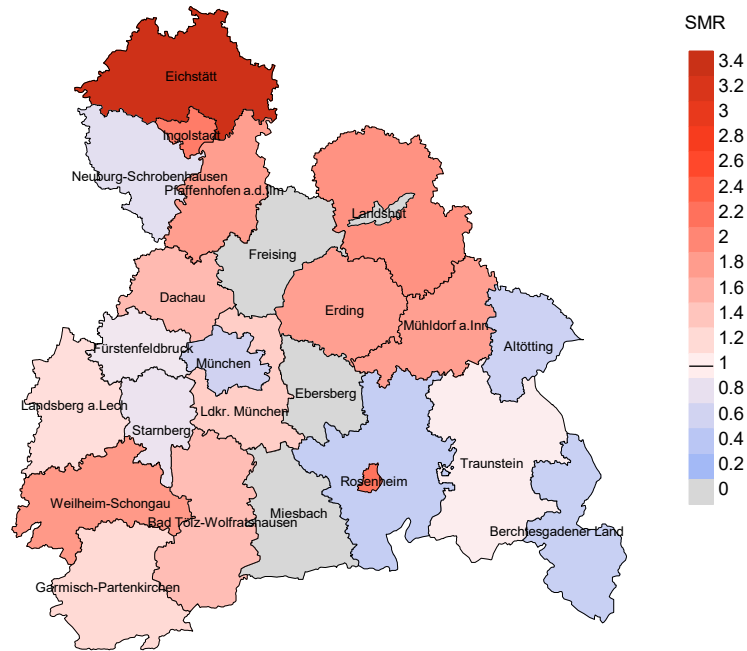 SMR
3.4
3.2
3
2.8
2.6
2.4
2.2
2
1.8
1.6
1.4
1.2
1
0.8
0.6
0.4
0.2
0
Eichstätt
Ingolstadt
Neuburg-Schrobenhausen
Pfaffenhofen a.d.Ilm
Landshut
Freising
Dachau
Erding
Mühldorf a.Inn
Altötting
Fürstenfeldbruck
München
Ebersberg
Landsberg a.Lech
Ldkr. München
Starnberg
Traunstein
Rosenheim
Weilheim-Schongau
Miesbach
Bad Tölz-Wolfratshausen
Berchtesgadener Land
Garmisch-Partenkirchen